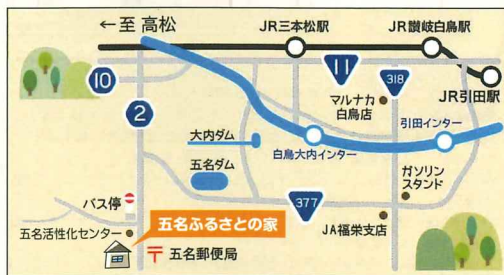 ←至 高松
JR三本松駅
JR讃岐白鳥駅
11
318
10
マルナカ
白鳥店
JR引田駅
2
大内ダム
引田インター
白鳥大内インター
五名ダム
ガソリン
スタンド
377
バス停
五名ふるさとの家
五名活性化センター
JA福栄支店
〒 五名郵便局